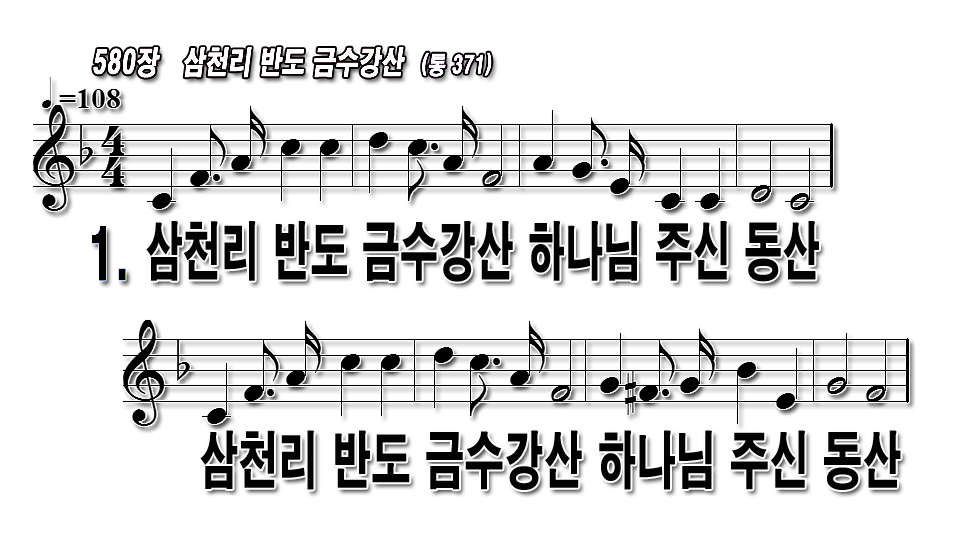 580장 삼천리 반도 금수강산 (통 371)
♩=108
4
4
1. 삼천리 반도 금수강산 하나님 주신 동산
삼천리 반도 금수강산 하나님 주신 동산